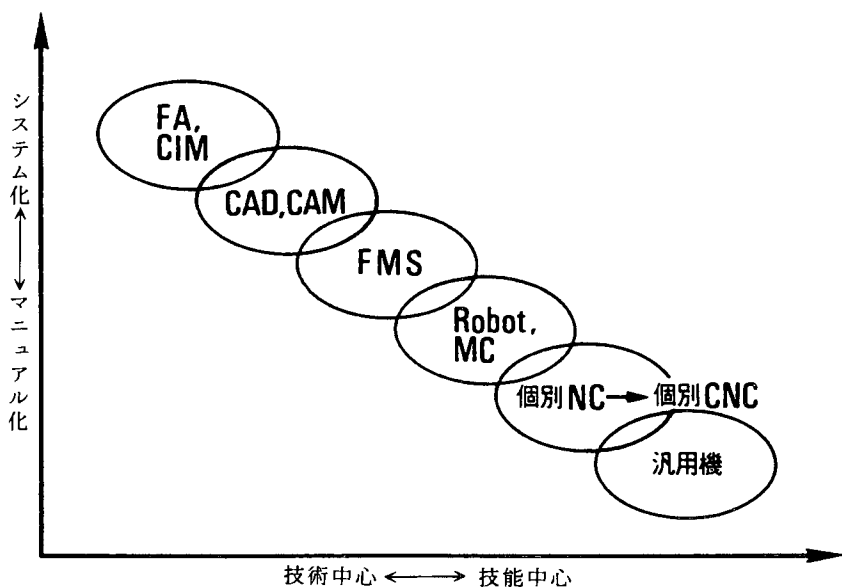 システム化←→マニュアル化
FA,
CIM
CAD,CAM
FMS
Robot,
MC
個別NC→個別CNC
汎用機
技術中心←→技能中心